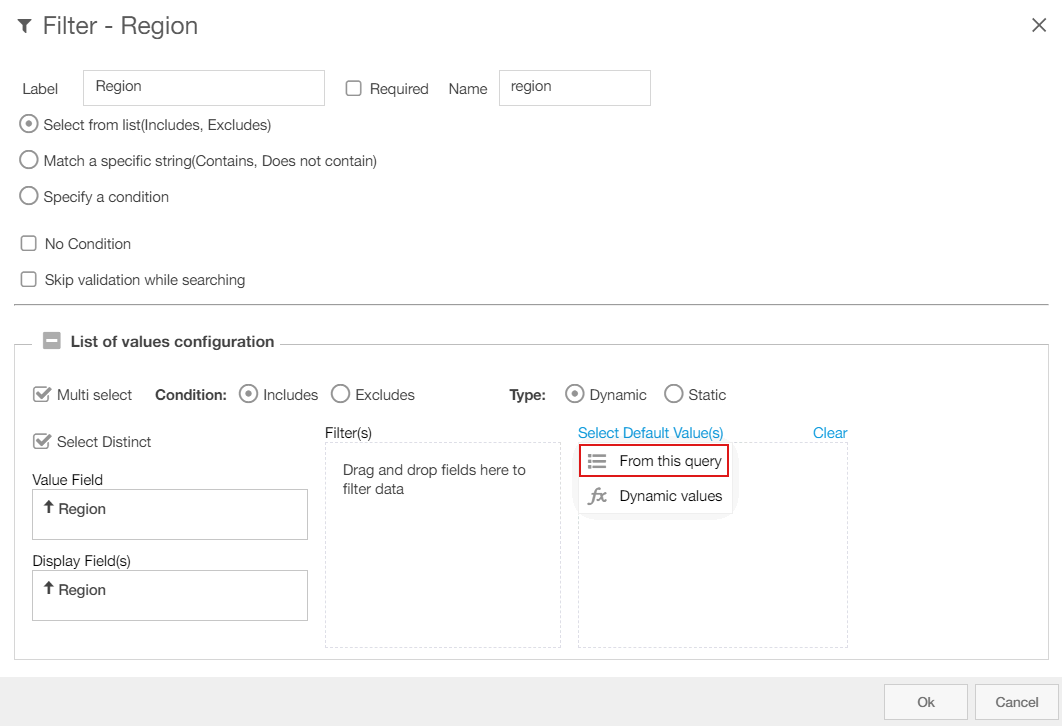 Filter - Region
Label Region Required Name region
Select from list(Includes, Excludes)
Match a specific string(Contains, Does not contain)
Specify a condition
No Condition
Skip validation while searching
List of values configuration
Multi select Condition: Includes Excludes Type: Dynamic Static
Select Distinct
Filter(s)
Select Default Value(s) Clear
Drag and drop fields here to
filter data
From this query
fx Dynamic values
Value Field
Region
Display Field(s)
Region
Ok Cancel